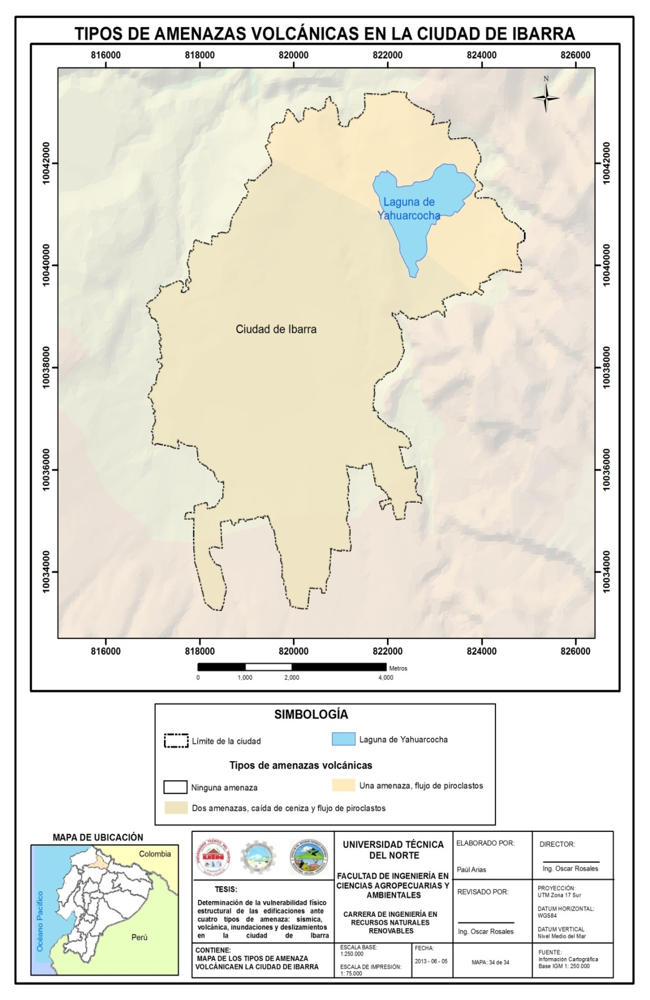 TIPOS DE AMENAZAS VOLCÁNICAS EN LA CIUDAD DE IBARRA
816000 818000 820000 822000 824000 826000
N
10042000 10042000
Laguna de
Yahuarcocha
10040000 10040000
Ciudad de Ibarra
10038000 10038000
10036000 10036000
10034000 10034000
816000 818000 820000 822000 824000 826000
Metros
0 1,000 2,000 4,000
SIMBOLOGÍA
Límite de la ciudad
Laguna de Yahuarcocha
Tipos de amenazas volcánicas
Ninguna amenaza
Una amenaza, flujo de piroclastos
Dos amenazas, caída de ceniza y flujo de piroclastos
MAPA DE UBICACIÓN
Colombia
Océano Pacífico
Perú
UNIVERSIDAD TÉCNICA DEL NORTE
UTN
TESIS:
Determinación de la vulnerabilidad físico
estructural de las edificaciones ante
cuatro tipos de amenaza: sísmica,
volcánica, inundaciones y deslizamientos
en la ciudad de Ibarra
CONTIENE:
MAPA DE LOS TIPOS DE AMENAZA
VOLCÁNICAEN LA CIUDAD DE IBARRA
UNIVERSIDAD TÉCNICA
DEL NORTE
FACULTAD DE INGENIERÍA EN
CIENCIAS AGROPECUARIAS Y
AMBIENTALES
CARRERA DE INGENIERÍA EN
RECURSOS NATURALES
RENOVABLES
ESCALA BASE:
1:250.000
ESCALA DE IMPRESIÓN:
1: 75.000
FECHA:
2013 - 06 - 05
ELABORADO POR:
Paúl Arias
REVISADO POR:
Ing. Oscar Rosales
MAPA: 34 de 34
DIRECTOR:
Ing. Oscar Rosales
PROYECCIÓN:
UTM Zona 17 Sur
DATUM HORIZONTAL:
WGS84
DATUM VERTICAL
Nivel Medio del Mar
FUENTE:
Información Cartográfica
Base IGM 1: 250.000